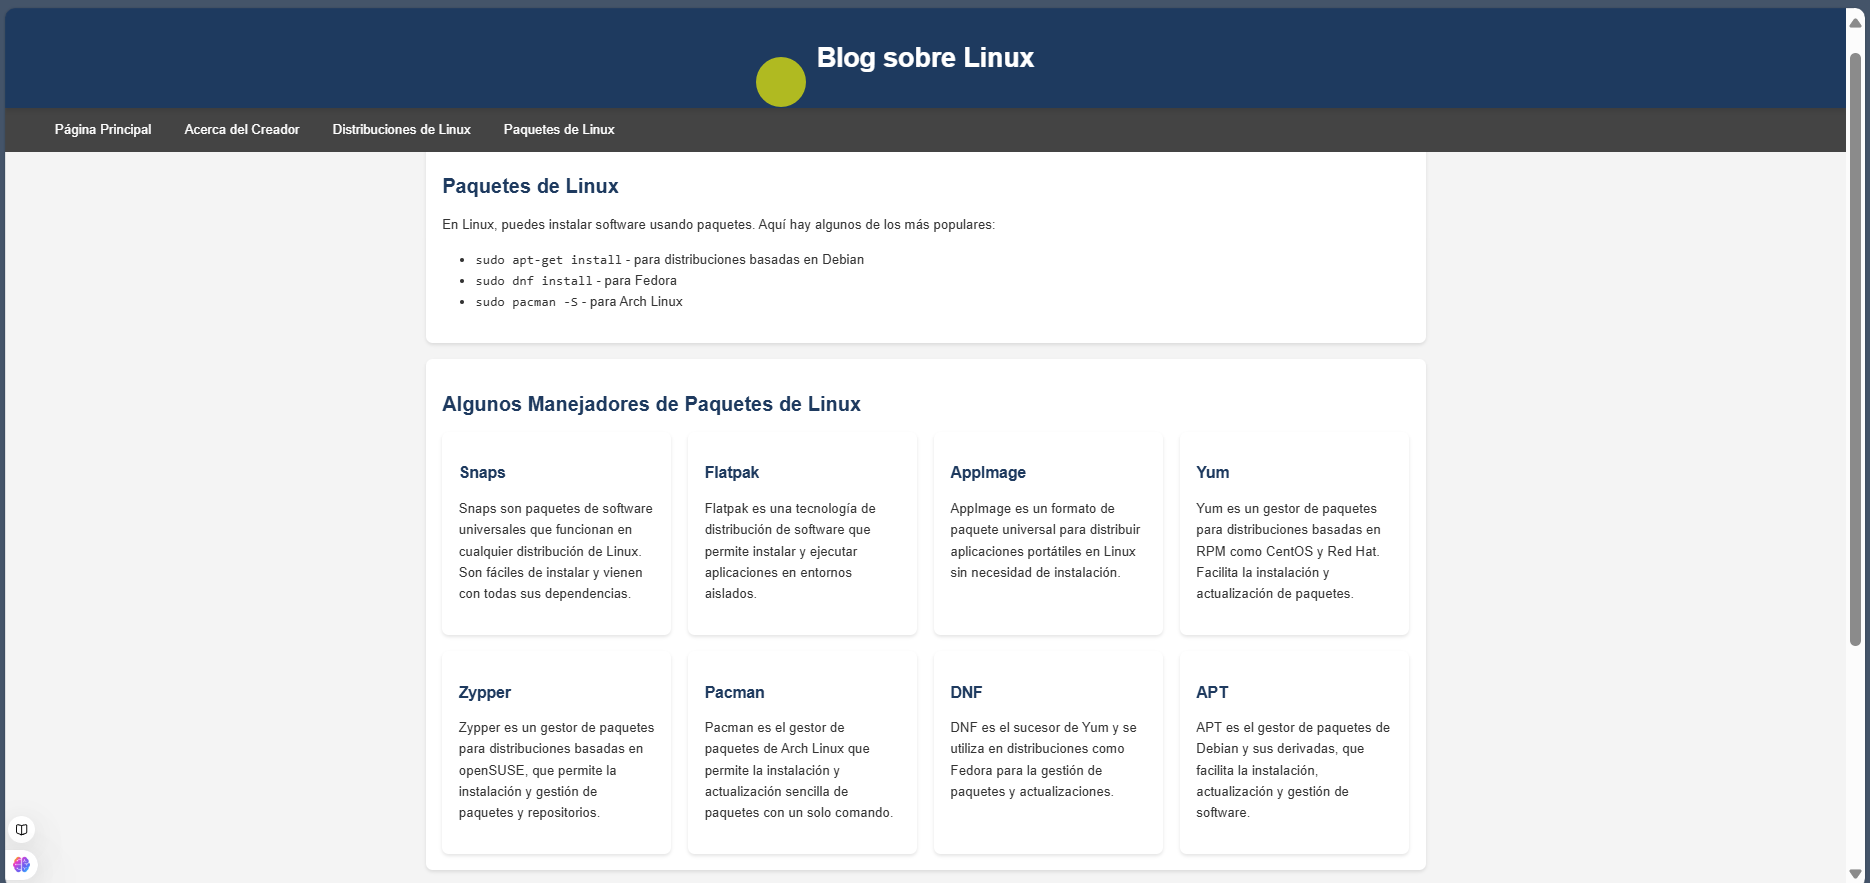 Blog sobre Linux
Página Principal
Acerca del Creador
Distribuciones de Linux
Paquetes de Linux
Paquetes de Linux
En Linux, puedes instalar software usando paquetes. Aquí hay algunos de los más populares:
• sudo apt-get install - para distribuciones basadas en Debian
• sudo dnf install - para Fedora
• sudo pacman -S - para Arch Linux
Algunos Manejadores de Paquetes de Linux
Snaps
Snaps son paquetes de software
universales que funcionan en
cualquier distribución de Linux.
Son fáciles de instalar y vienen
con todas sus dependencias.
Flatpak
Flatpak es una tecnología de
distribución de software que
permite instalar y ejecutar
aplicaciones en entornos
aislados.
AppImage
AppImage es un formato de
paquete universal para distribuir
aplicaciones portátiles en Linux
sin necesidad de instalación.
Yum
Yum es un gestor de paquetes
para distribuciones basadas en
RPM como CentOS y Red Hat.
Facilita la instalación y
actualización de paquetes.
Zypper
Zypper es un gestor de paquetes
para distribuciones basadas en
openSUSE, que permite la
instalación y gestión de
paquetes y repositorios.
Pacman
Pacman es el gestor de
paquetes de Arch Linux que
permite la instalación y
actualización sencilla de
paquetes con un solo comando.
DNF
DNF es el sucesor de Yum y se
utiliza en distribuciones como
Fedora para la gestión de
paquetes y actualizaciones.
APT
APT es el gestor de paquetes de
Debian y sus derivadas, que
facilita la instalación,
actualización y gestión de
software.